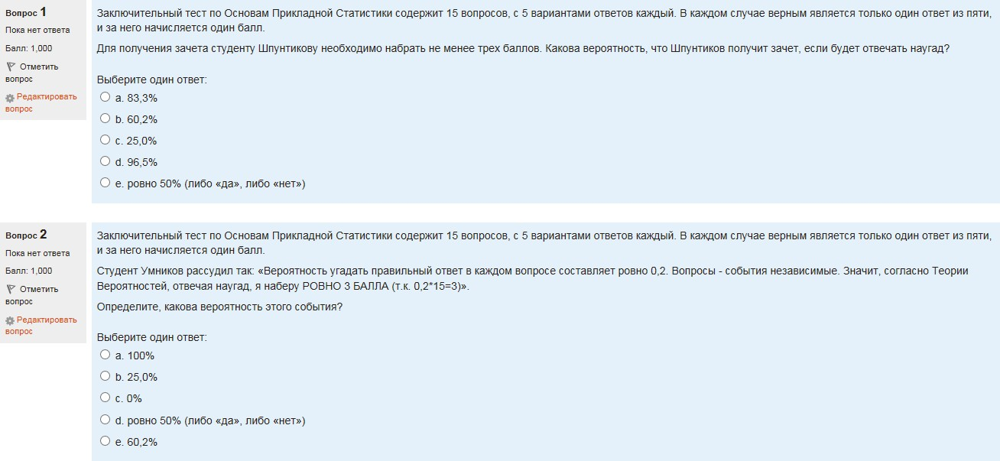 Вопрос 1
Пока нет ответа
Балл: 1,000
Отметить
вопрос
Редактировать
вопрос
Заключительный тест по Основам Прикладной Статистики содержит 15 вопросов, с 5 вариантами ответов каждый. В каждом случае верным является только один ответ из пяти,
и за него начисляется один балл.
Для получения зачета студенту Шпунтикову необходимо набрать не менее трех баллов. Какова вероятность, что Шпунтиков получит зачет, если будет отвечать наугад?
Выберите один ответ:
a. 83,3%
b. 60,2%
c. 25,0%
d. 96,5%
e. ровно 50% (либо «да», либо «нет»)
Вопрос 2
Пока нет ответа
Балл: 1,000
Отметить
вопрос
Редактировать
вопрос
Заключительный тест по Основам Прикладной Статистики содержит 15 вопросов, с 5 вариантами ответов каждый. В каждом случае верным является только один ответ из пяти,
и за него начисляется один балл.
Студент Умников рассудил так: «Вероятность угадать правильный ответ в каждом вопросе составляет ровно 0,2. Вопросы - события независимые. Значит, согласно Теории
Вероятностей, отвечая наугад, я наберу РОВНО 3 БАЛЛА (т.к. 0,2*15=3)».
Определите, какова вероятность этого события?
Выберите один ответ:
a. 100%
b. 25,0%
c. 0%
d. ровно 50% (либо «да», либо «нет»)
e. 60,2%